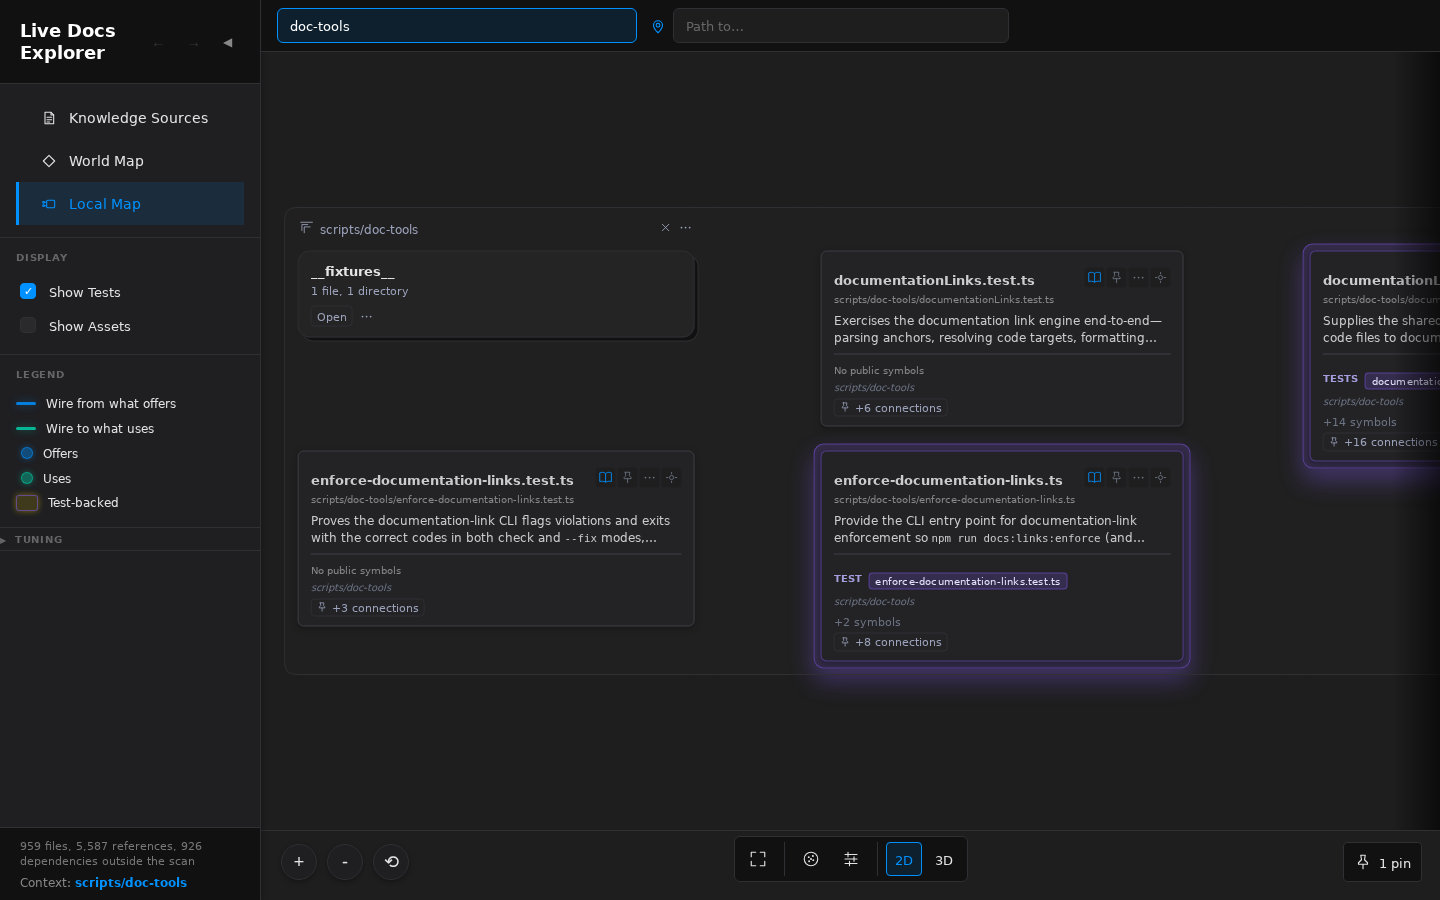 Live Docs
Explorer
Knowledge Sources
World Map
Local Map
DISPLAY
Show Tests
Show Assets
LEGEND
Wire from what offers
Wire to what uses
Offers
Uses
Test-backed
TUNING
959 files, 5,587 references, 926
dependencies outside the scan
Context: scripts/doc-tools
doc-tools
Path to...
scripts/doc-tools
__fixtures__
1 file, 1 directory
Open
documentationLinks.test.ts
scripts/doc-tools/documentationLinks.test.ts
Exercises the documentation link engine end-to-end—
parsing anchors, resolving code targets, formatting...
No public symbols
scripts/doc-tools
+6 connections
documentationL
scripts/doc-tools/docum
Supplies the shared
code files to docum
TESTS documentatio
scripts/doc-tools
+14 symbols
+16 connections
enforce-documentation-links.test.ts
scripts/doc-tools/enforce-documentation-links.test.ts
Proves the documentation-link CLI flags violations and exits
with the correct codes in both check and --fix modes,...
No public symbols
scripts/doc-tools
+3 connections
enforce-documentation-links.ts
scripts/doc-tools/enforce-documentation-links.ts
Provide the CLI entry point for documentation-link
enforcement so npm run docs:links:enforce (and...
TEST enforce-documentation-links.test.ts
scripts/doc-tools
+2 symbols
+8 connections
+
-
2D
3D
1 pin